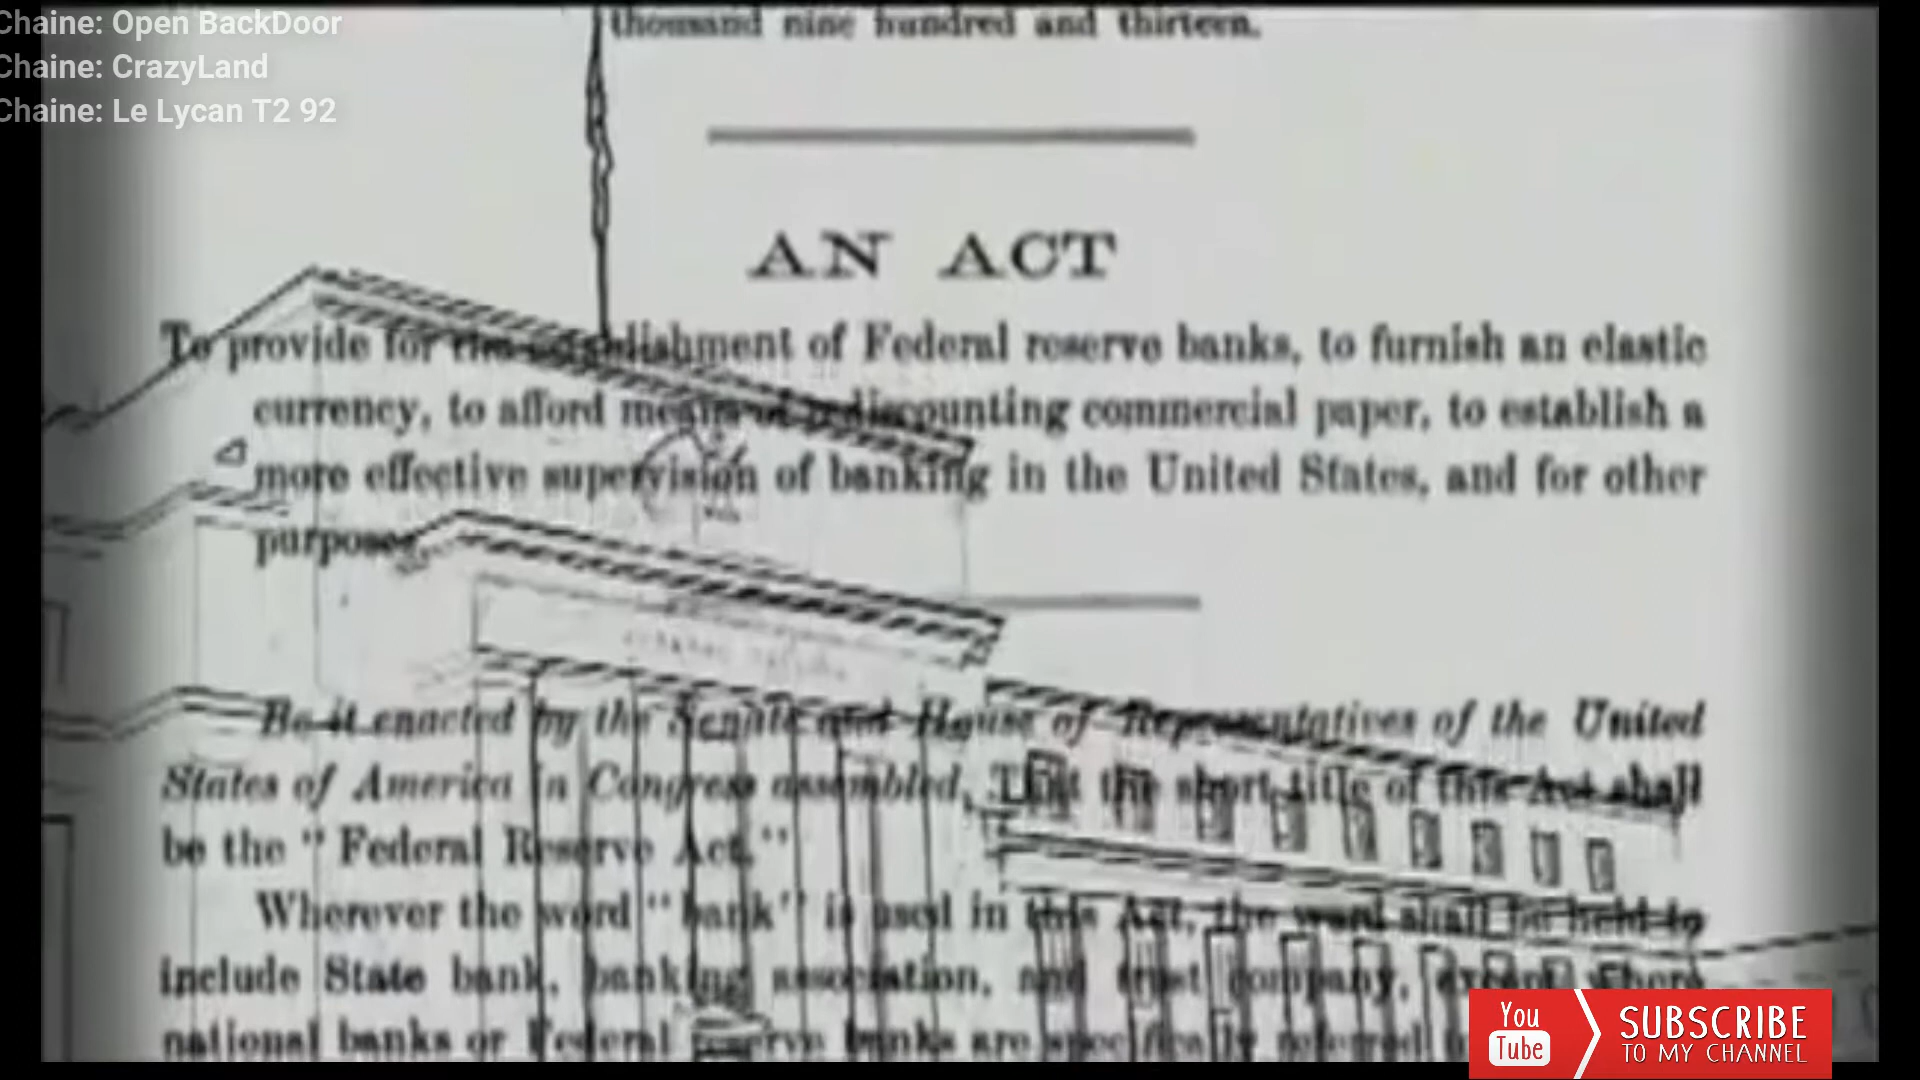 Chaine: Open BackDoor
Chaine: CrazyLand
Chaine: Le Lycan T2 92
thousand nine hundred and thirteen.
AN ACT
To provide for the establishment of Federal reserve banks, to furnish an elastic
currency, to afford means of rediscounting commercial paper, to establish a
more effective supervision of banking in the United States, and for other
purposes.
Be it enacted by the Senate and House of Representatives of the United
States of America in Congress assembled, That the short title of this Act shall
be the "Federal Reserve Act."
Wherever the word "bank" is used in this Act, the word shall be held to
include State bank, banking association, and trust company, except where
national banks or Federal reserve banks are specifically referred
You Tube
SUBSCRIBE
TO MY CHANNEL